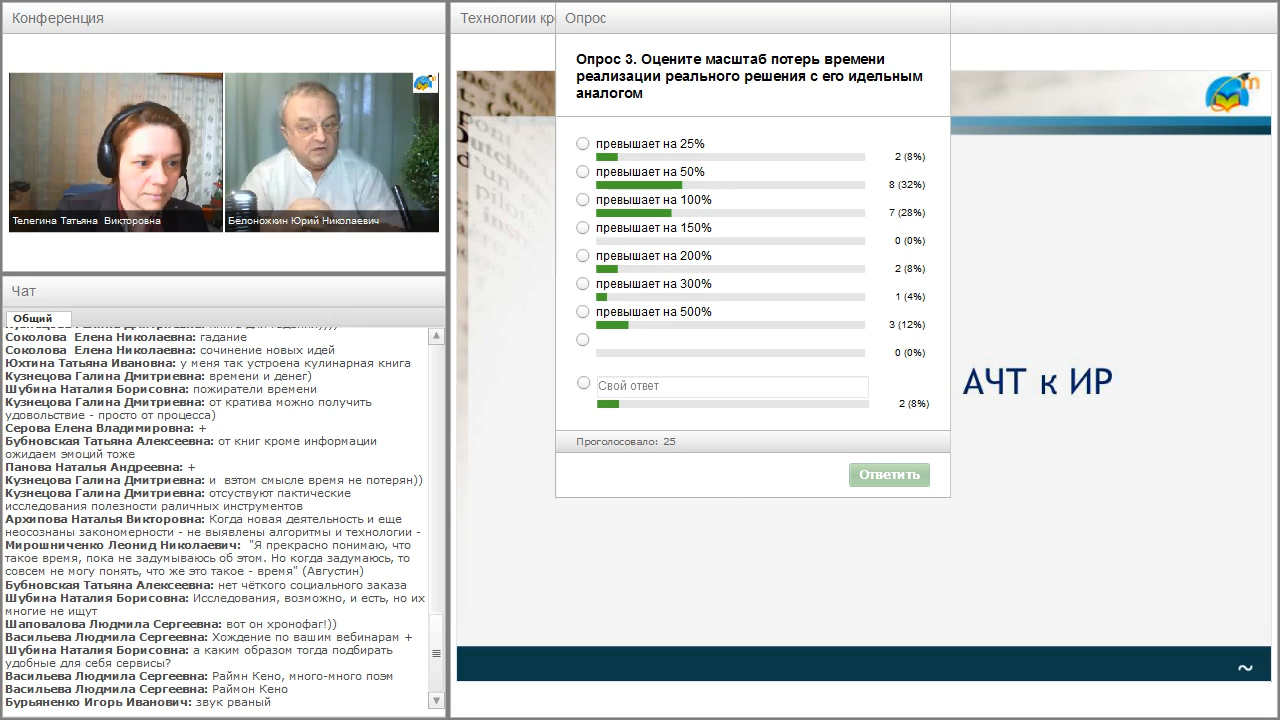 Конференция
Телегина Татьяна Викторовна
Белоножкин Юрий Николаевич
Чат
Общий
Соколова Елена Николаевна: гадание
Соколова Елена Николаевна: сочинение новых идей
Юхтина Татьяна Ивановна: у меня так устроена кулинарная книга
Кузнецова Галина Дмитриевна: времени и денег)
Шубина Наталия Борисовна: пожиратели времени
Кузнецова Галина Дмитриевна: от кратива можно получить
удовольствие - просто от процесса)
Серова Елена Владимировна: +
Бубновская Татьяна Алексеевна: от книг кроме информации
ожидаем эмоций тоже
Панова Наталья Андреевна: +
Кузнецова Галина Дмитриевна: и вэтом смысле время не потерян))
Кузнецова Галина Дмитриевна: отсуствуют пактические
исследования полезности раличных инструментов
Архипова Наталья Викторовна: Когда новая деятельность и еще
неосознаны закономерности - не выявлены алгоритмы и технологии -
Мирошниченко Леонид Николаевич: "Я прекрасно понимаю, что
такое время, пока не задумываюсь об этом. Но когда задумаюсь, то
совсем не могу понять, что же это такое - время" (Августин)
Бубновская Татьяна Алексеевна: нет чёткого социального заказа
Шубина Наталия Борисовна: Исследования, возможно, и есть, но их
многие не ищут
Шаповалова Людмила Сергеевна: вот он хронофаг!))
Васильева Людмила Сергеевна: Хождение по вашим вебинарам +
Шубина Наталия Борисовна: а каким образом тогда подбирать
удобные для себя сервисы?
Васильева Людмила Сергеевна: Раймн Кено, много-много поэм
Васильева Людмила Сергеевна: Раймон Кено
Бурьяненко Игорь Иванович: звук рваный
Технологии кр
Опрос
Опрос 3. Оцените масштаб потерь времени
реализации реального решения с его идельным
аналогом
превышает на 25%
2 (8%)
превышает на 50%
8 (32%)
превышает на 100%
7 (28%)
превышает на 150%
0 (0%)
превышает на 200%
2 (8%)
превышает на 300%
1 (4%)
превышает на 500%
3 (12%)
0 (0%)
Свой ответ
2 (8%)
Проголосовало: 25
Ответить
АЧТ к ИР
~